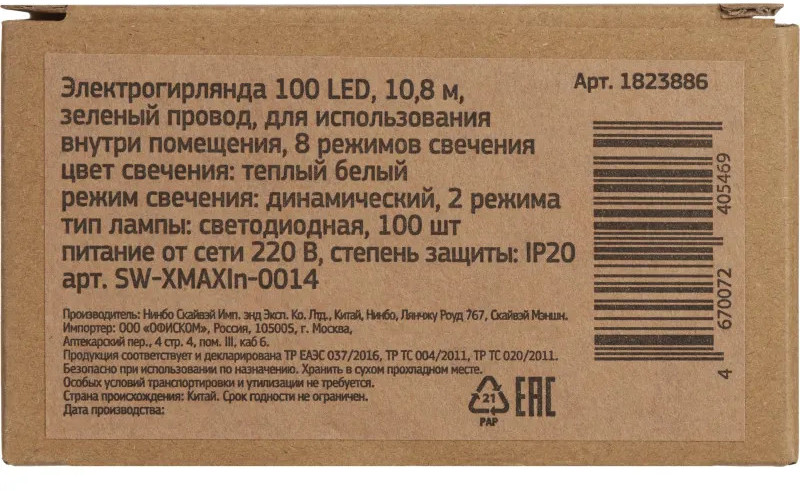 Электрогирлянда 100 LED, 10,8 м,
зеленый провод, для использования
внутри помещения, 8 режимов свечения
цвет свечения: теплый белый
режим свечения: динамический, 2 режима
тип лампы: светодиодная, 100 шт
питание от сети 220 В, степень защиты: IP20
арт. SW-XMAXIn-0014
Арт. 1823886
4 670072 405469
Производитель: Нинбо Скайвэй Имп. энд Эксп. Ко. Лтд., Китай, Нинбо, Лянчжу Роуд 767, Скайвэй Мэншн.
Импортер: ООО «ОФИСКОМ», Россия, 105005, г. Москва,
Аптекарский пер., 4 стр. 4, пом. III, каб 6.
Продукция соответствует и декларирована ТР ЕАЭС 037/2016, ТР ТС 004/2011, ТР ТС 020/2011.
Безопасно при использовании по назначению. Хранить в сухом прохладном месте.
Особых условий транспортировки и утилизации не требуется.
Страна происхождения: Китай. Срок годности не ограничен.
Дата производства:
21
PAP
EAC